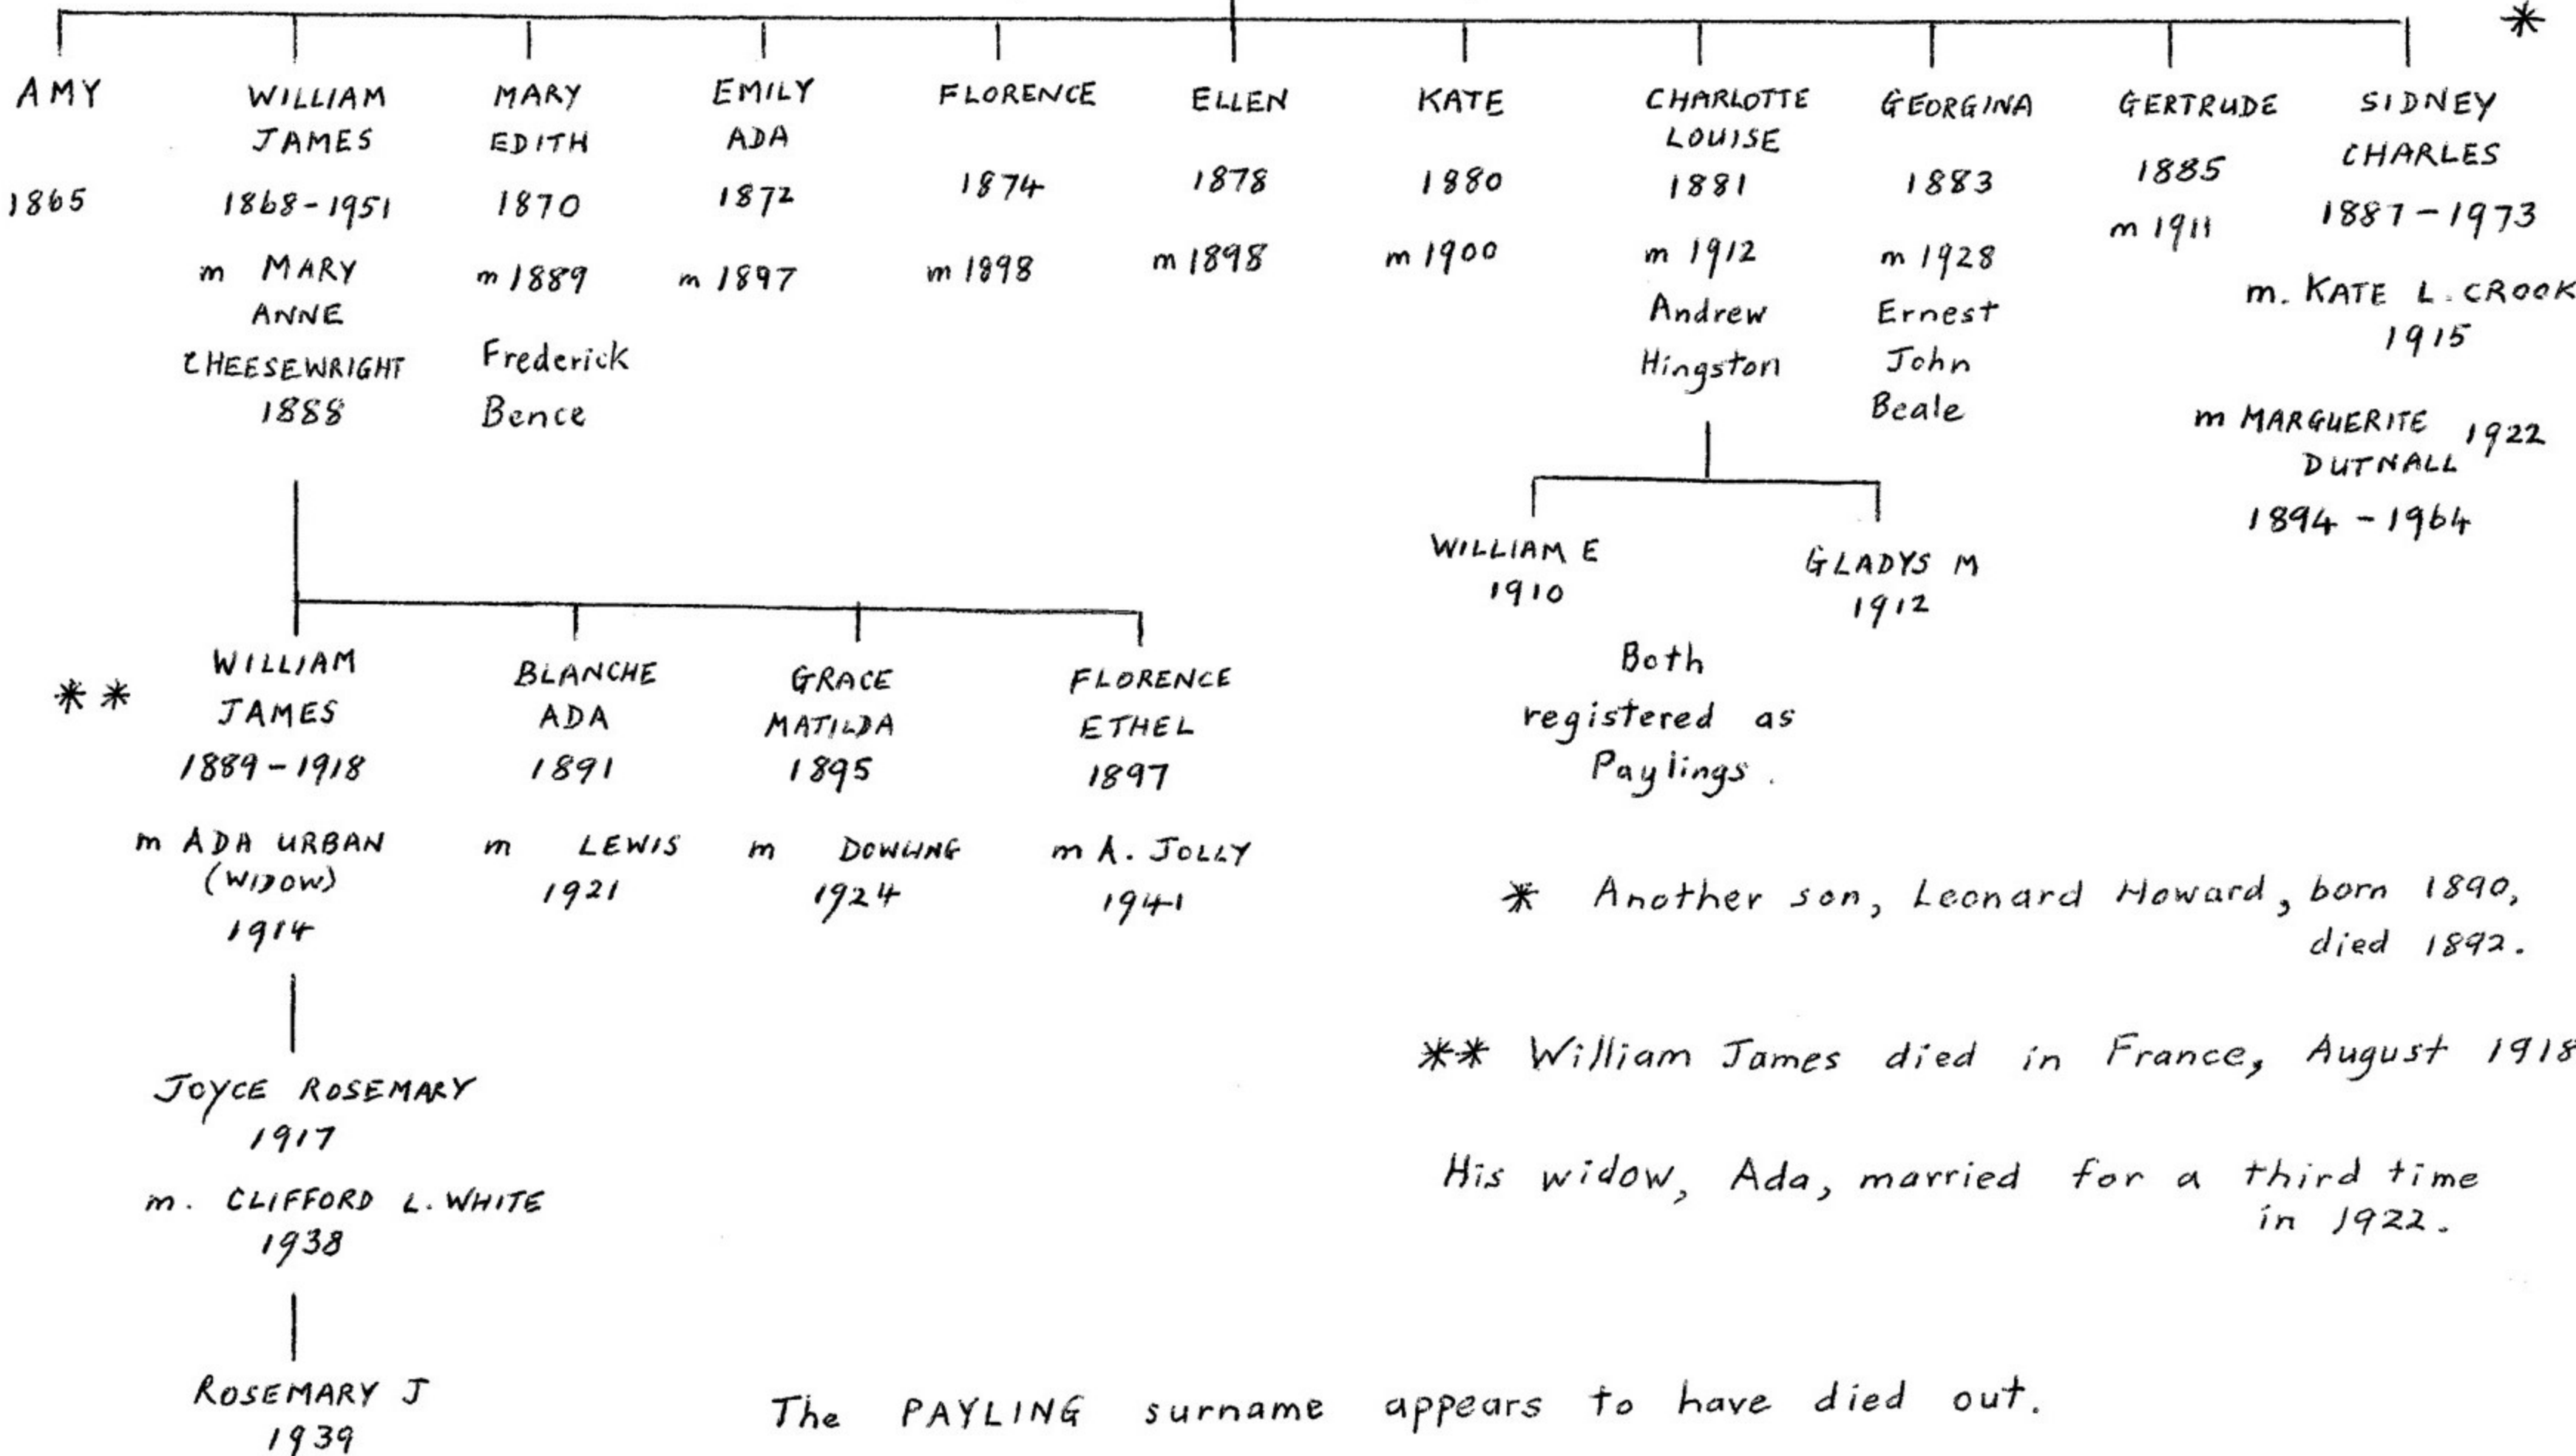 *
AMY
1865
WILLIAM
JAMES
1868-1951
m MARY
ANNE
CHEESEWRIGHT
1888
MARY
EDITH
1870
m 1889
Frederick
Bence
EMILY
ADA
1872
m 1897
FLORENCE
1874
m 1898
ELLEN
1878
m 1898
KATE
1880
m 1900
CHARLOTTE
LOUISE
1881
m 1912
Andrew
Hingston
GEORGINA
1883
m 1928
Ernest
John
Beale
GERTRUDE
1885
m 1911
SIDNEY
CHARLES
1887-1973
m. KATE L. CROOK
1915
m MARGUERITE 1922
DUTNALL
1894-1964
WILLIAM E
1910
GLADYS M
1912
Both
registered as
Paylings.
**
WILLIAM
JAMES
1889-1918
m ADA URBAN
(WIDOW)
1914
BLANCHE
ADA
1891
m LEWIS
1921
GRACE
MATILDA
1895
m DOWLING
1924
FLORENCE
ETHEL
1897
m A. JOLLY
1941
* Another son, Leonard Howard, born 1890,
died 1892.
** William James died in France, August 1918
His widow, Ada, married for a third time
in 1922.
JOYCE ROSEMARY
1917
m. CLIFFORD L. WHITE
1938
ROSEMARY J
1939
The PAYLING surname appears to have died out.